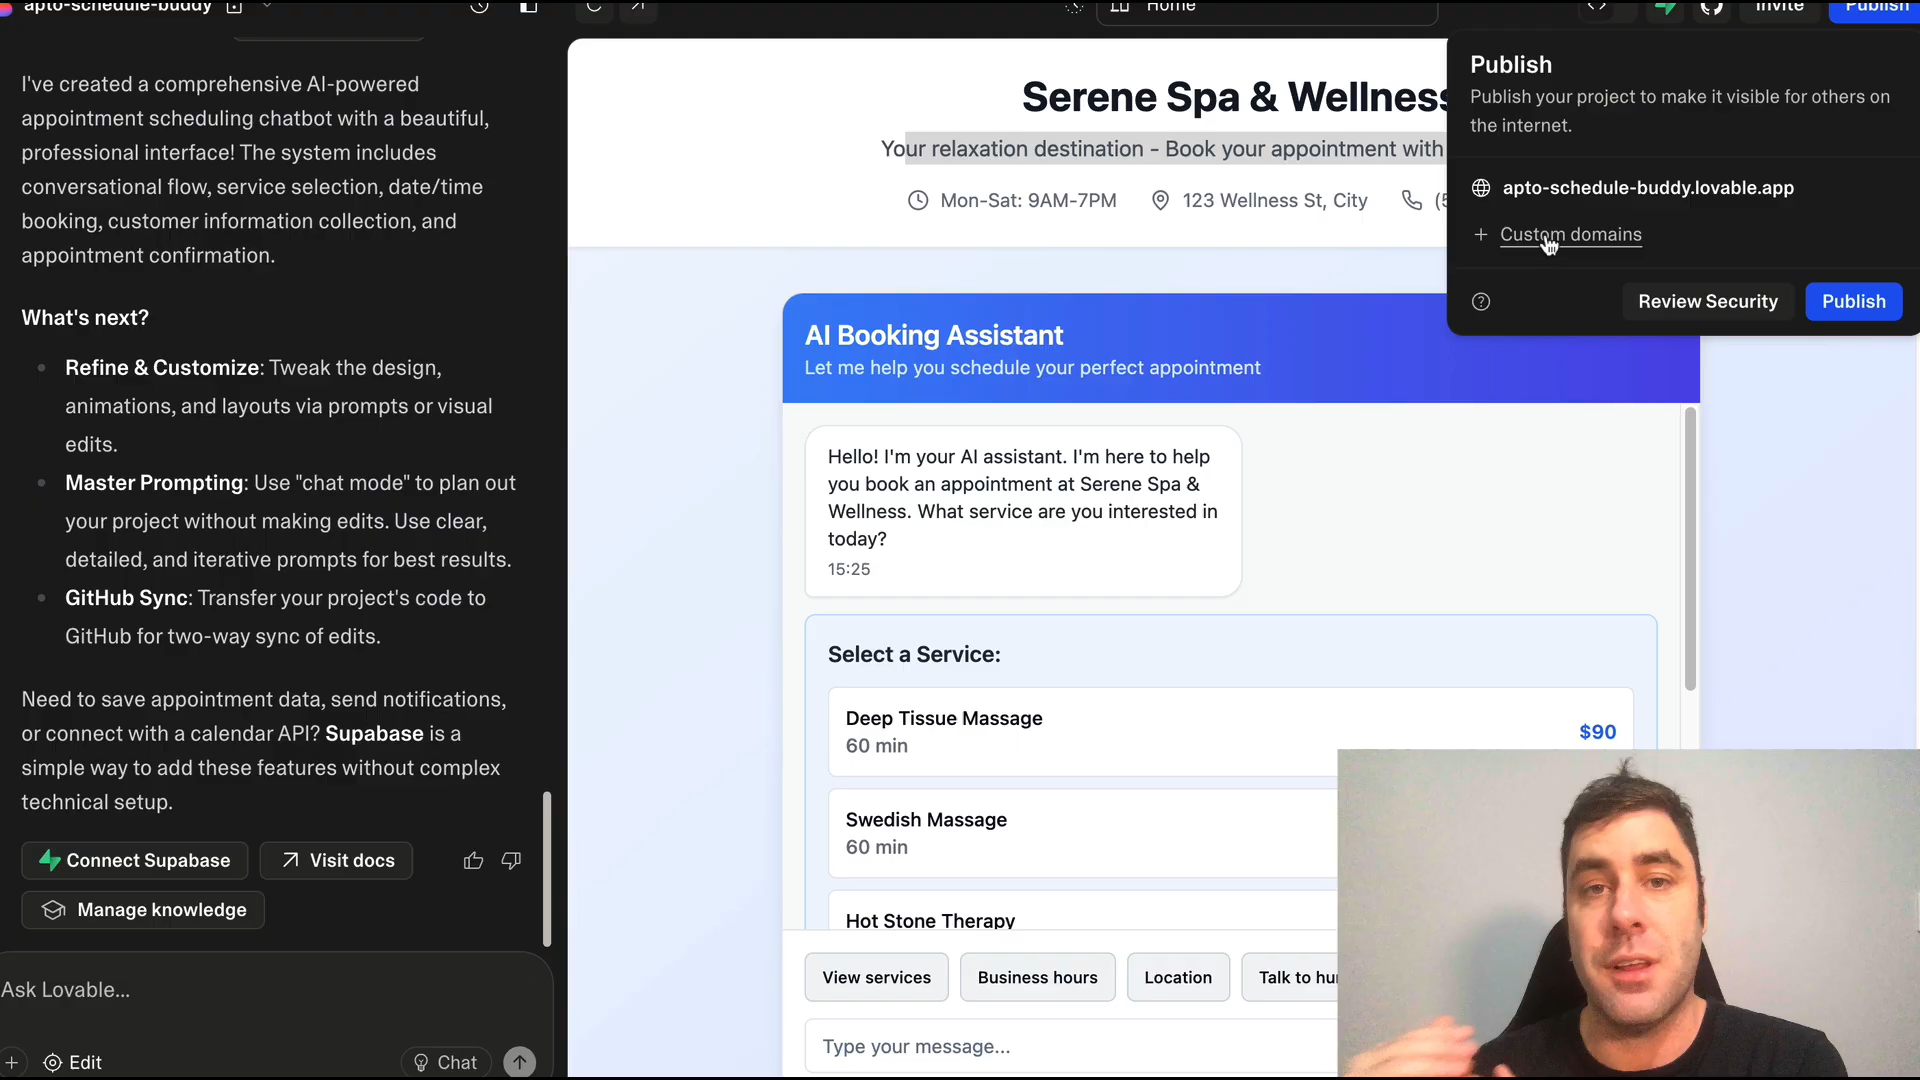 apto-schedule-buddy
Home
Invite
Publish
I've created a comprehensive AI-powered
appointment scheduling chatbot with a beautiful,
professional interface! The system includes
conversational flow, service selection, date/time
booking, customer information collection, and
appointment confirmation.
What's next?
Refine & Customize: Tweak the design,
animations, and layouts via prompts or visual
edits.
Master Prompting: Use "chat mode" to plan out
your project without making edits. Use clear,
detailed, and iterative prompts for best results.
GitHub Sync: Transfer your project's code to
GitHub for two-way sync of edits.
Need to save appointment data, send notifications,
or connect with a calendar API? Supabase is a
simple way to add these features without complex
technical setup.
Connect Supabase
Visit docs
Manage knowledge
Ask Lovable...
Edit
Chat
Serene Spa & Wellness
Your relaxation destination - Book your appointment with
Mon-Sat: 9AM-7PM
123 Wellness St, City
AI Booking Assistant
Let me help you schedule your perfect appointment
Hello! I'm your AI assistant. I'm here to help
you book an appointment at Serene Spa &
Wellness. What service are you interested in
today?
15:25
Select a Service:
Deep Tissue Massage
60 min
$90
Swedish Massage
60 min
Hot Stone Therapy
View services
Business hours
Location
Talk to
Type your message...
Publish
Publish your project to make it visible for others on
the internet.
apto-schedule-buddy.lovable.app
+ Custom domains
Review Security
Publish